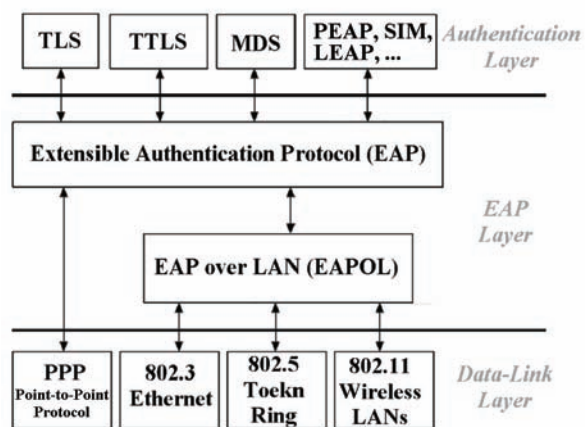 TLS
TTLS
MDS
PEAP, SIM,
LEAP, ...
Authentication
Layer
Extensible Authentication Protocol (EAP)
EAP
Layer
EAP over LAN (EAPOL)
PPP
Point-to-Point
Protocol
802.3
Ethernet
802.5
Toekn
Ring
802.11
Wireless
LANs
Data-Link
Layer